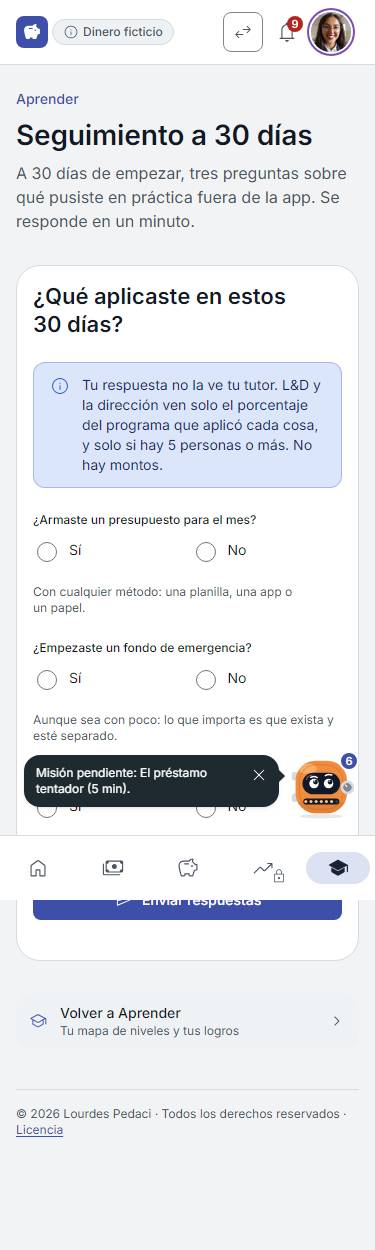 Dinero ficticio
9
Aprender
Seguimiento a 30 días
A 30 días de empezar, tres preguntas sobre
qué pusiste en práctica fuera de la app. Se
responde en un minuto.
¿Qué aplicaste en estos
30 días?
Tu respuesta no la ve tu tutor. L&D y
la dirección ven solo el porcentaje
del programa que aplicó cada cosa,
y solo si hay 5 personas o más. No
hay montos.
¿Armaste un presupuesto para el mes?
Sí No
Con cualquier método: una planilla, una app o
un papel.
¿Empezaste un fondo de emergencia?
Sí No
Aunque sea con poco: lo que importa es que exista y
esté separado.
6
Misión pendiente: El préstamo
tentador (5 min).
Sí No
Enviar respuestas
Volver a Aprender
Tu mapa de niveles y tus logros
© 2026 Lourdes Pedaci · Todos los derechos reservados ·
Licencia